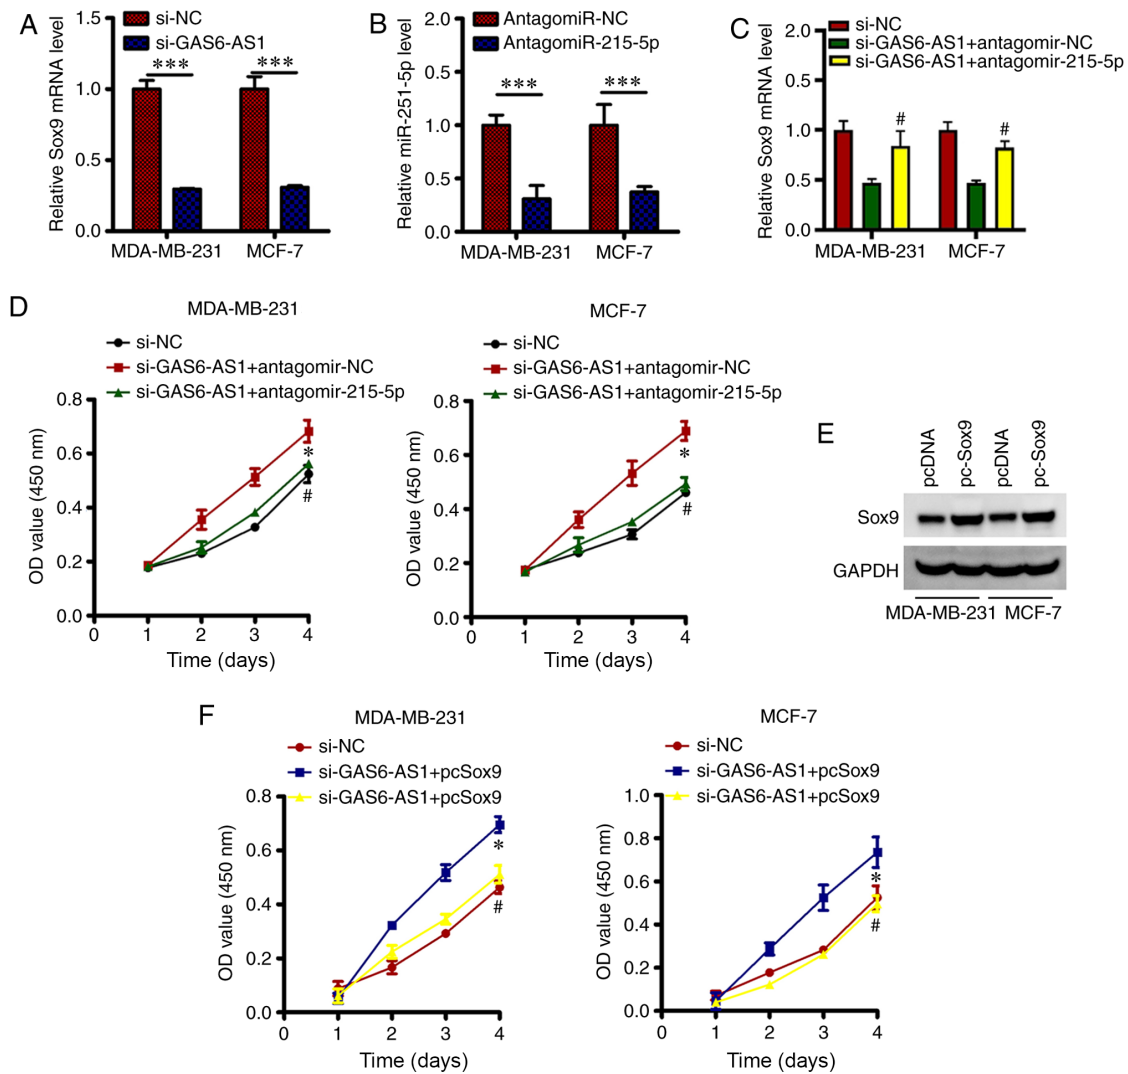 A
Relative Sox9 mRNA level
1.5
1.0
0.5
0.0
si-NC
si-GAS6-AS1
***
***
MDA-MB-231
MCF-7
B
Relative miR-251-5p level
2.0
0.5
1.0
0.5
0.0
AntagomiR-NC
AntagomiR-215-5p
***
***
MDA-MB-231
MCF-7
C
Relative Sox9 mRNA level
2.0
0.5
1.0
0.5
0.0
si-NC
si-GAS6-AS1+antagomir-NC
si-GAS6-AS1+antagomir-215-5p
#
#
MDA-MB-231
MCF-7
D
MDA-MB-231
si-NC
si-GAS6-AS1+antagomir-NC
si-GAS6-AS1+antagomir-215-5p
OD value (450 nm)
0.8
0.6
0.4
0.2
0.0
*
#
0 1 2 3 4
Time (days)
MCF-7
si-NC
si-GAS6-AS1+antagomir-NC
si-GAS6-AS1+antagomir-215-5p
OD value (450 nm)
0.8
0.6
0.4
0.2
0.0
*
#
0 1 2 3 4
Time (days)
E
pcDNA
pc-Sox9
pcDNA
pc-Sox9
Sox9
GAPDH
MDA-MB-231 MCF-7
F
MDA-MB-231
si-NC
si-GAS6-AS1+pcSox9
si-GAS6-AS1+pcSox9
OD value (450 nm)
0.8
0.6
0.4
0.2
0.0
*
#
0 1 2 3 4
Time (days)
MCF-7
si-NC
si-GAS6-AS1+pcSox9
si-GAS6-AS1+pcSox9
OD value (450 nm)
1.0
0.8
0.6
0.4
0.2
0.0
*
#
0 1 2 3 4
Time (days)